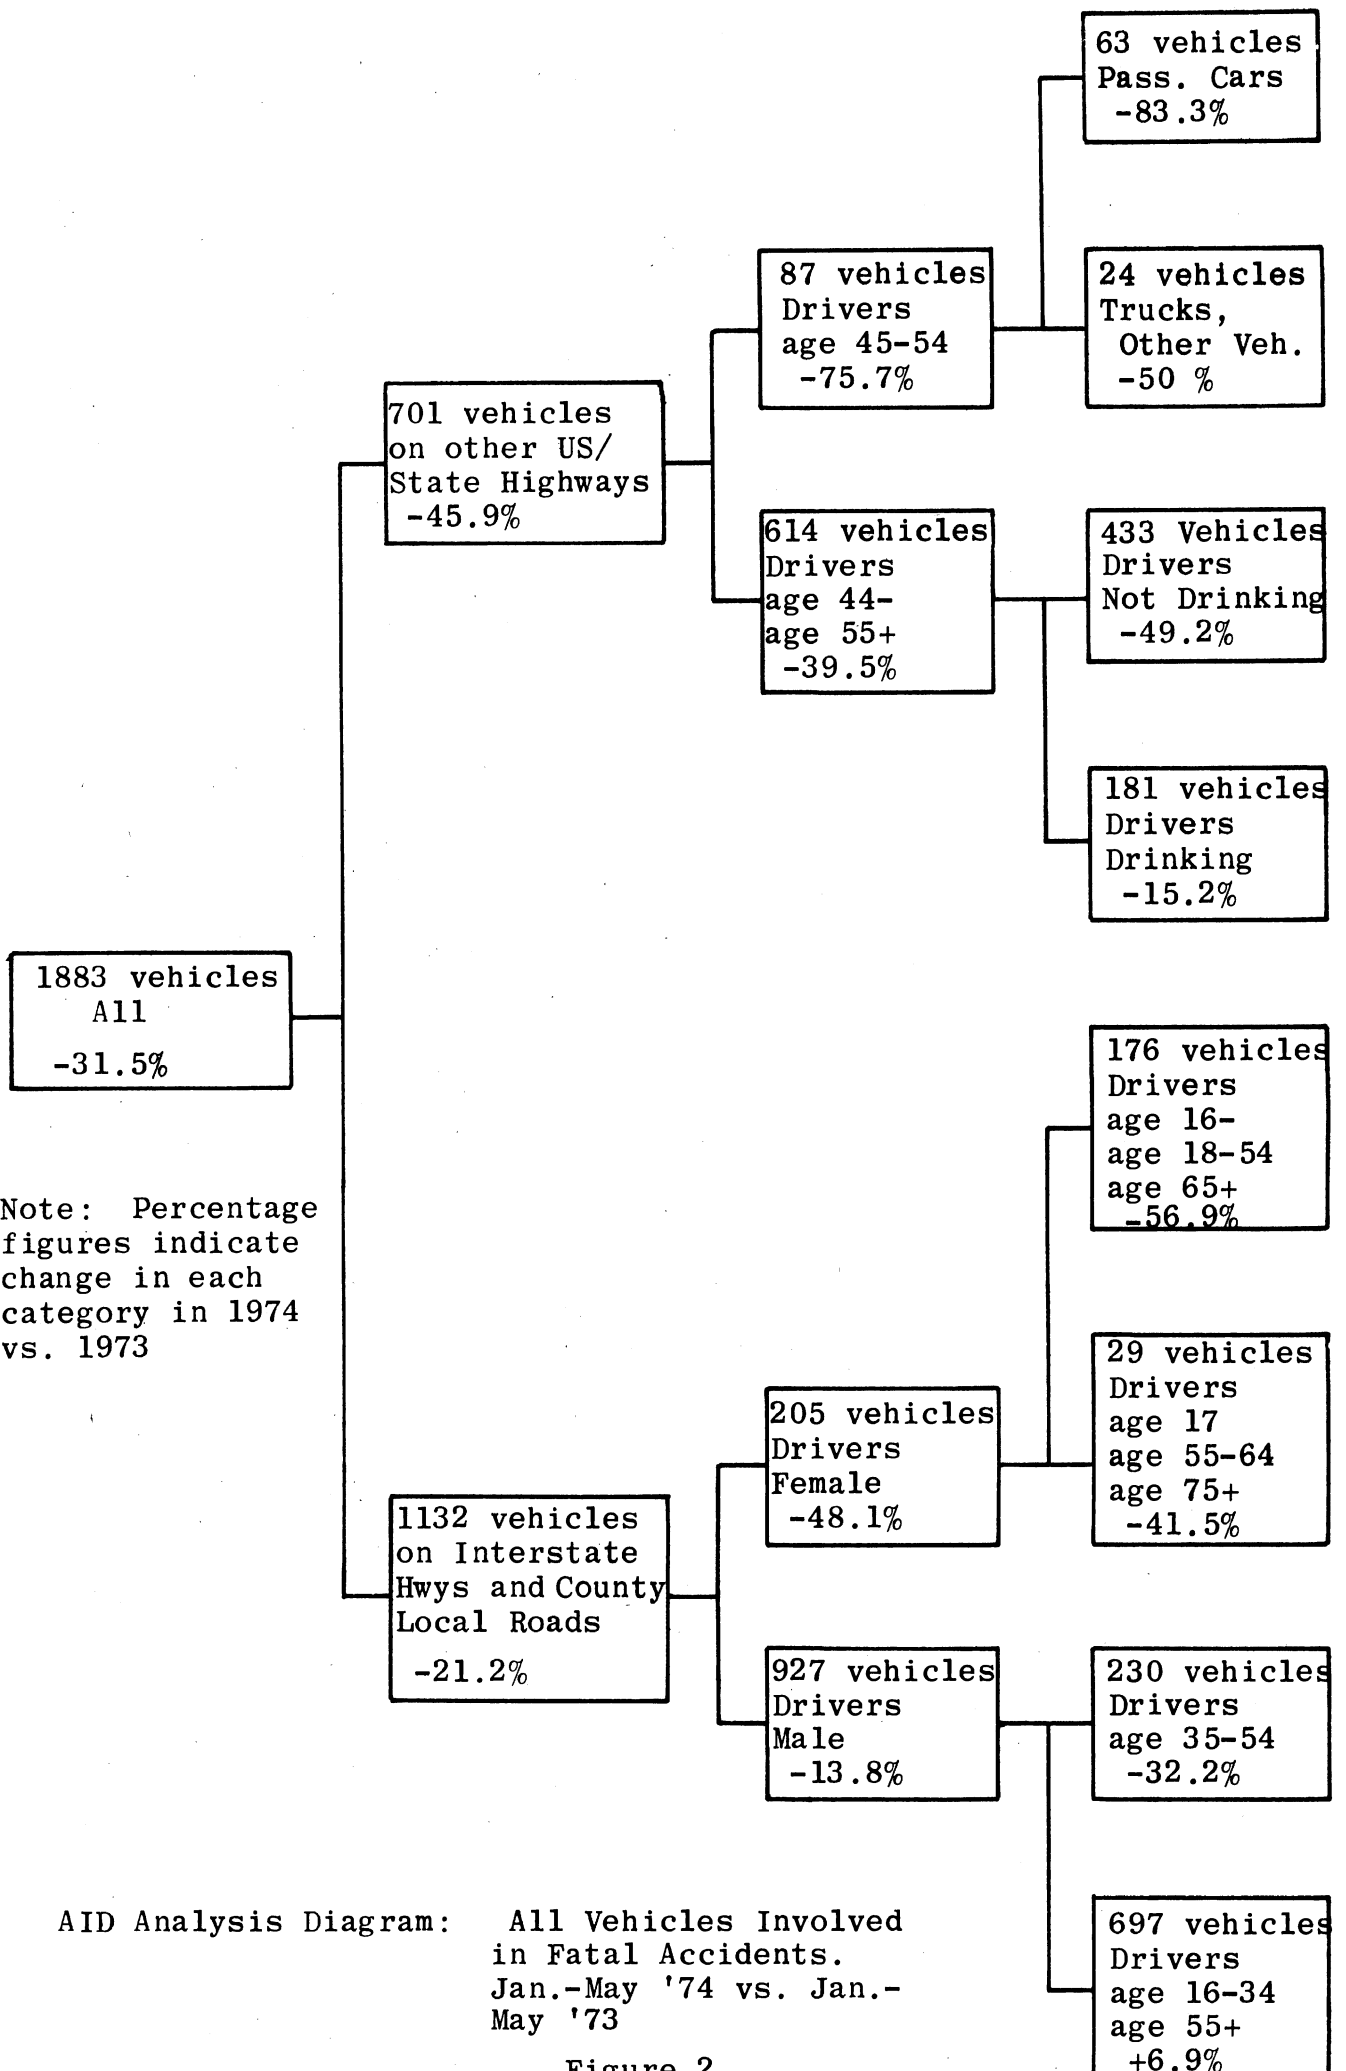 63 vehicles
Pass. Cars
-83.3%
87 vehicles
Drivers
age 45-54
-75.7%
24 vehicles
Trucks,
Other Veh.
-50 %
701 vehicles
on other US/
State Highways
-45.9%
614 vehicles
Drivers
age 44-
age 55+
-39.5%
433 Vehicles
Drivers
Not Drinking
-49.2%
181 vehicles
Drivers
Drinking
-15.2%
1883 vehicles
All
-31.5%
176 vehicles
Drivers
age 16-
age 18-54
age 65+
-56.9%
Note: Percentage
figures indicate
change in each
category in 1974
vs. 1973
29 vehicles
Drivers
age 17
age 55-64
age 75+
-41.5%
205 vehicles
Drivers
Female
-48.1%
1132 vehicles
on Interstate
Hwys and County
Local Roads
-21.2%
927 vehicles
Drivers
Male
-13.8%
230 vehicles
Drivers
age 35-54
-32.2%
697 vehicles
Drivers
age 16-34
age 55+
+6.9%
AID Analysis Diagram: All Vehicles Involved
in Fatal Accidents.
Jan.-May '74 vs. Jan.-
May '73
Figure 2